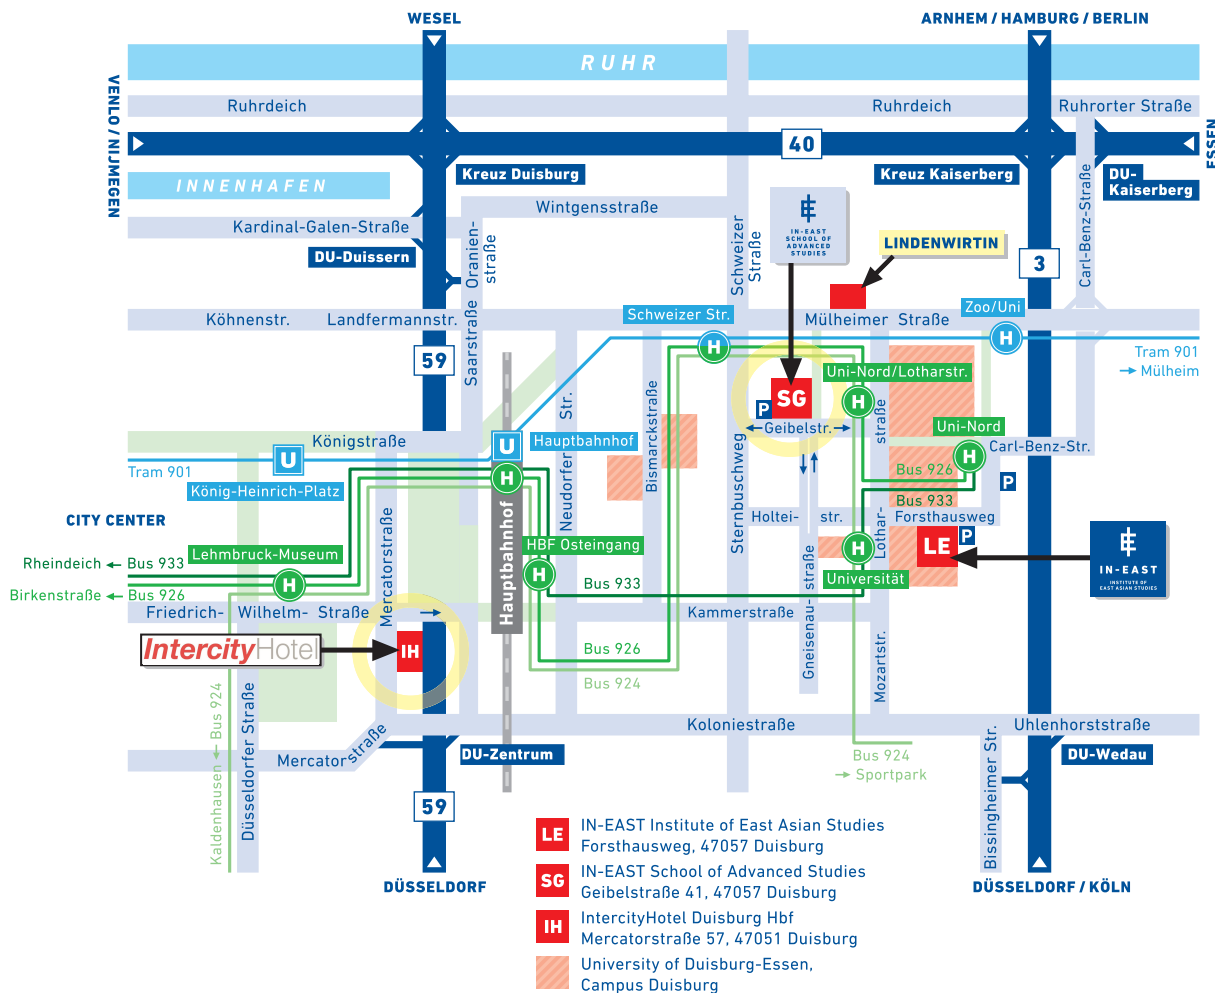 WESEL
ARNHEM / HAMBURG / BERLIN
RUHR
VENLO / NIJMEGEN
Ruhrdeich
Ruhrdeich
Ruhrorter Straße
ESSEN
40
INNENHAFEN
Kreuz Duisburg
Kreuz Kaiserberg
DU-
Kaiserberg
Wintgensstraße
Kardinal-Galen-Straße
DU-Duissern
Oranien-
straße
Schweizer
Straße
IN-EAST
SCHOOL OF
ADVANCED
STUDIES
LINDENWIRTIN
3
Carl-Benz-Straße
Köhnenstr.
Landfermannstr.
Saarstraße
Schweizer Str.
H
Mülheimer Straße
Zoo/Uni
H
59
Tram 901
→ Mülheim
Uni-Nord/Lotharstr.
H
SG
P
Geibelstr.
Lothar-
straße
Uni-Nord
H
Carl-Benz-Str.
Königstraße
U
Hauptbahnhof
H
Neudorfer Str.
Bismarckstraße
Tram 901
U
König-Heinrich-Platz
Bus 926
Bus 933
P
CITY CENTER
Mercatorstraße
Hauptbahnhof
Sternbuschweg
Holtei- str.
Forsthausweg
LE
P
IN-EAST
INSTITUTE OF
EAST ASIAN STUDIES
Lehmbruck-Museum
H
HBF Osteingang
H
H
Universität
Rheindeich ← Bus 933
Birkenstraße ← Bus 926
Bus 933
Gneisenau- straße
Friedrich- Wilhelm- Straße
Kammerstraße
IntercityHotel
IH
Bus 926
Bus 924
Mozartstr.
Kaldenhausen ← Bus 924
Düsseldorfer Straße
Koloniestraße
Uhlenhorststraße
Mercatorstraße
DU-Zentrum
Bus 924
→ Sportpark
Bissingheimer Str.
DU-Wedau
59
DÜSSELDORF
DÜSSELDORF / KÖLN
LE
IN-EAST Institute of East Asian Studies
Forsthausweg, 47057 Duisburg
SG
IN-EAST School of Advanced Studies
Geibelstraße 41, 47057 Duisburg
IH
IntercityHotel Duisburg Hbf
Mercatorstraße 57, 47051 Duisburg
University of Duisburg-Essen,
Campus Duisburg